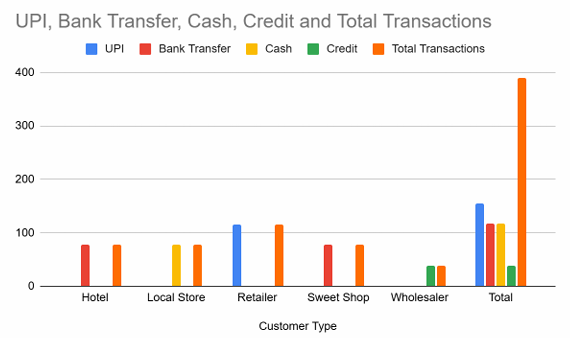 UPI, Bank Transfer, Cash, Credit and Total Transactions
UPI Bank Transfer Cash Credit Total Transactions
400
300
200
100
0
Hotel Local Store Retailer Sweet Shop Wholesaler Total
Customer Type